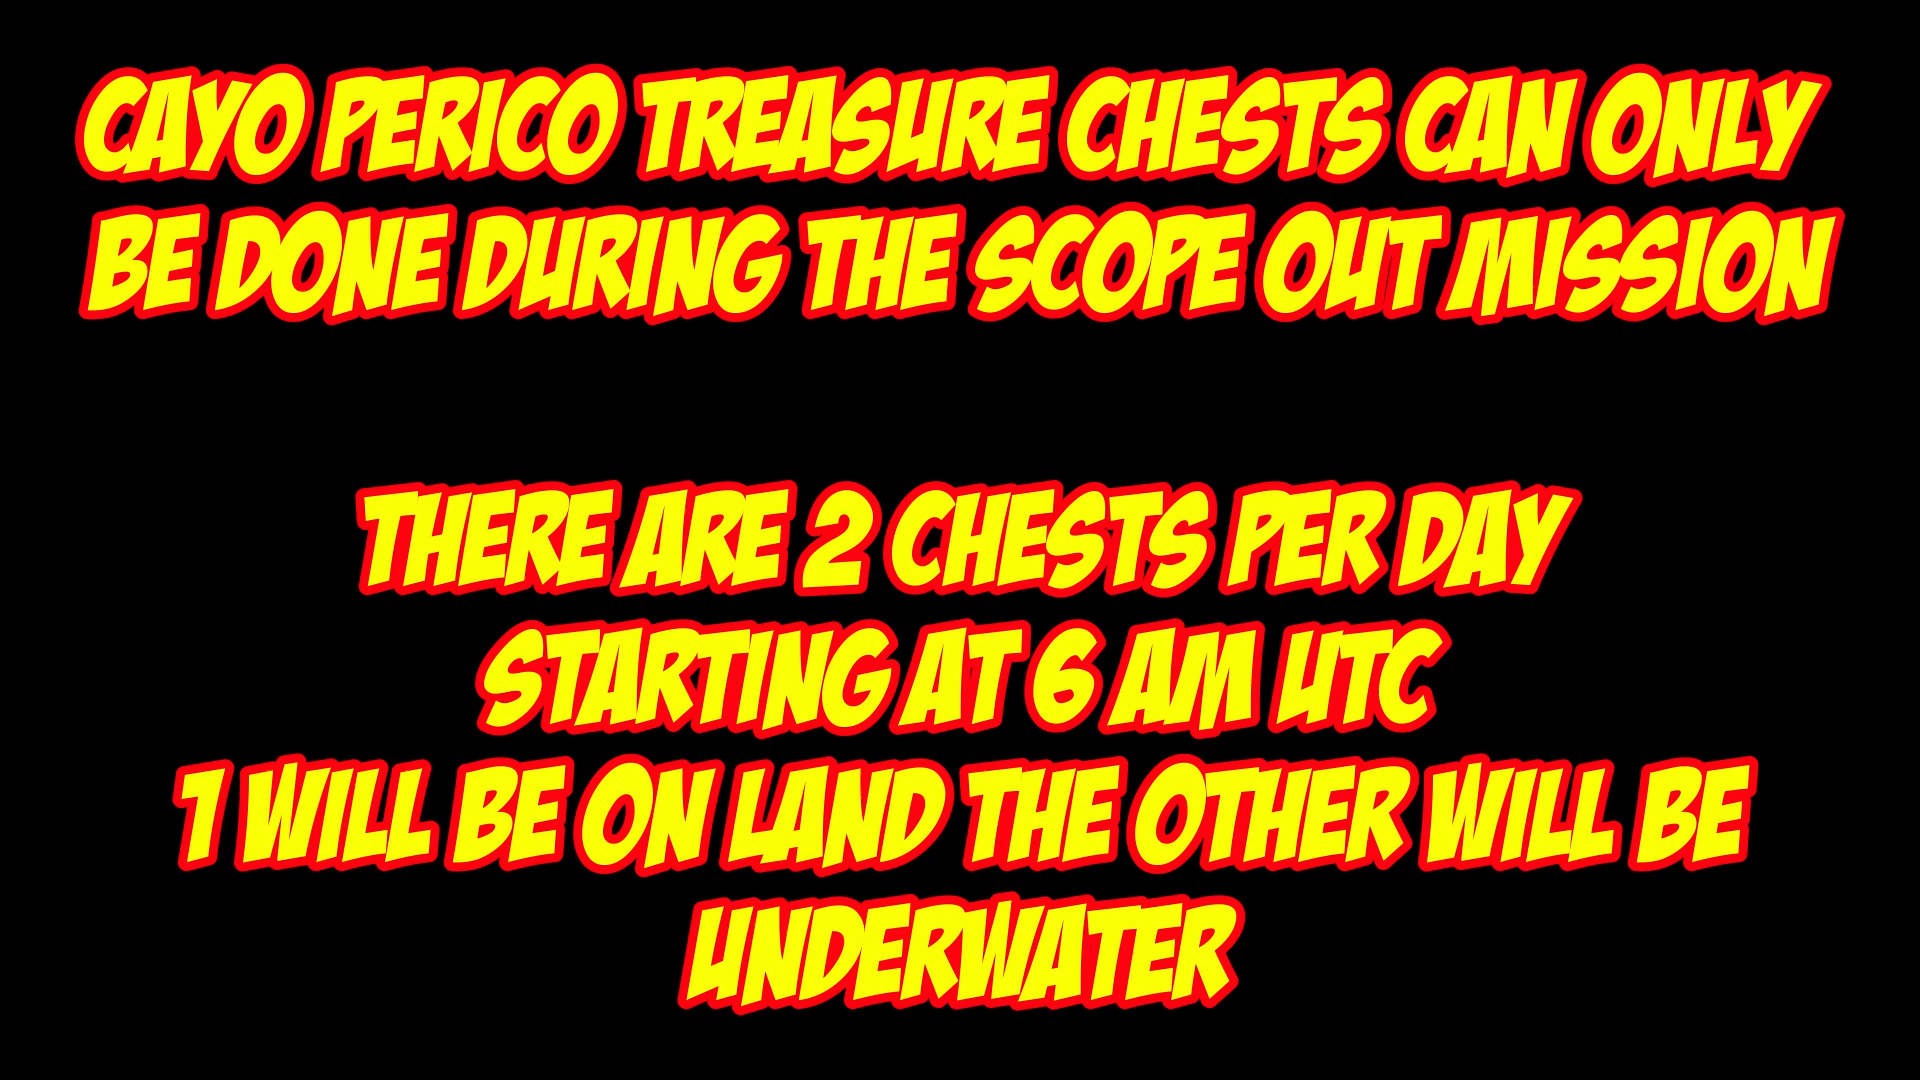 CAYO PERICO TREASURE CHESTS CAN ONLY
BE DONE DURING THE SCOPE OUT MISSION
THERE ARE 2 CHESTS PER DAY
STARTING AT 6 AM UTC
1 WILL BE ON LAND THE OTHER WILL BE
UNDERWATER